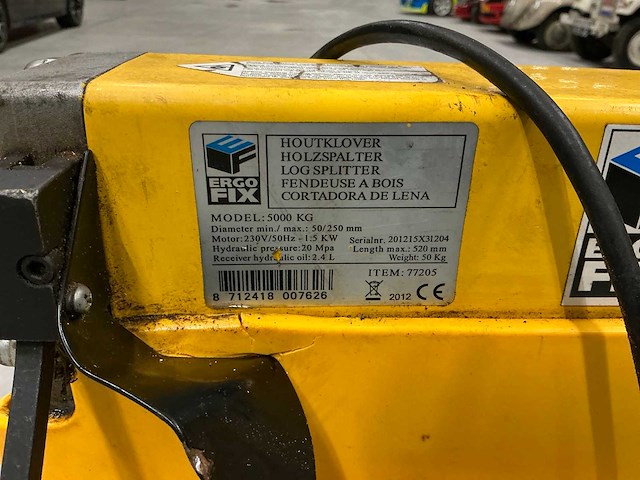 HOUTKLOVER
HOLZSPALTER
LOG SPLITTER
FENDEUSE A BOIS
CORTADORA DE LENA
EF
ERGO
FIX
MODEL: 5000 KG
Diameter min./ max.: 50/250 mm
Motor: 230V/50Hz - 1.5 KW Serialnr. 201215X31204
Hydraulic pressure: 20 Mpa Length max.: 520 mm
Receiver hydraulic oil: 2.4 L Weight: 50 Kg
ITEM: 77205
8 712418 007626
2012 CE